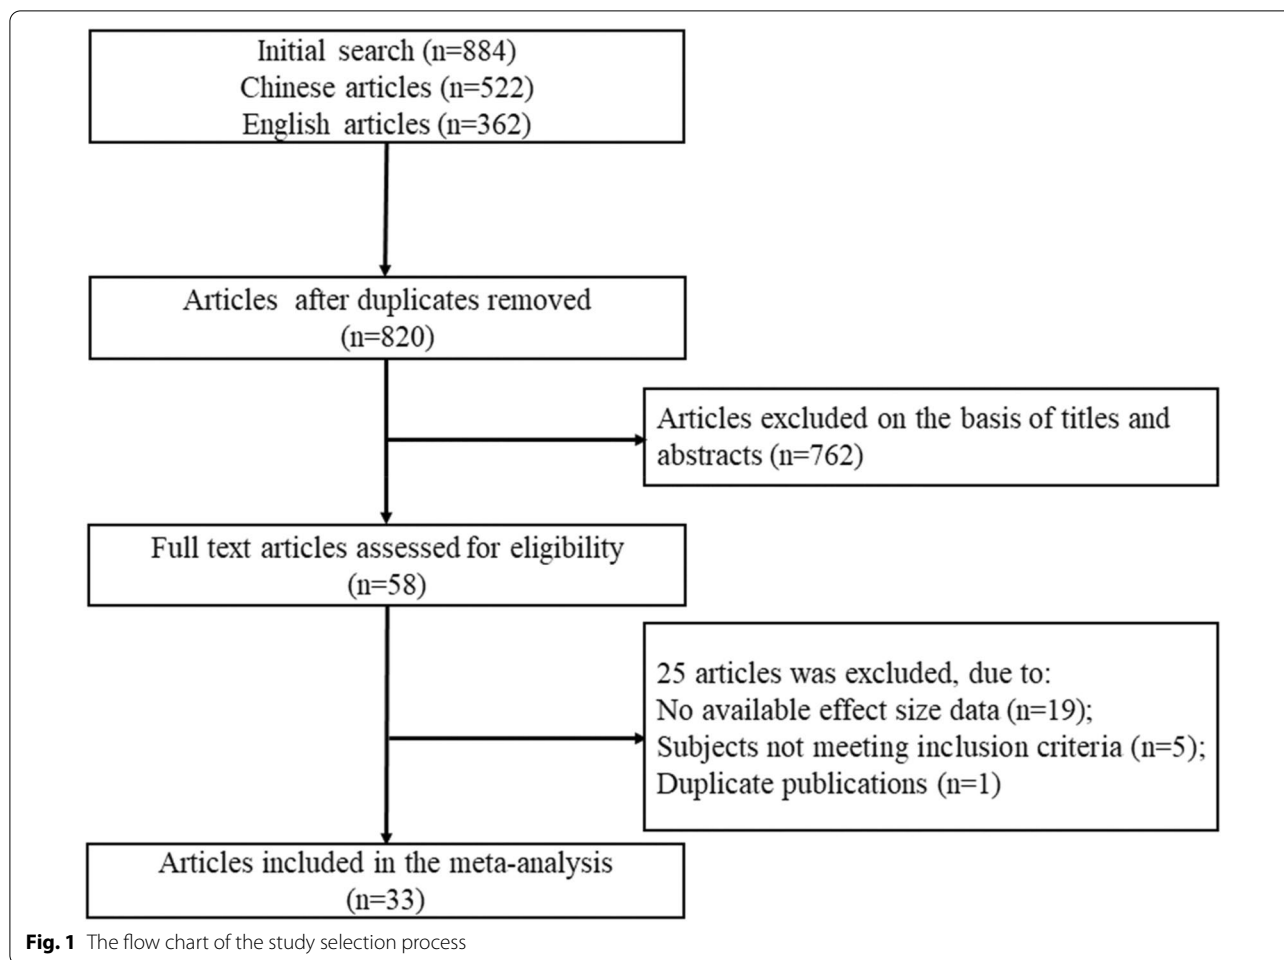 Initial search (n=884)
Chinese articles (n=522)
English articles (n=362)
Articles after duplicates removed
(n=820)
Articles excluded on the basis of titles and
abstracts (n=762)
Full text articles assessed for eligibility
(n=58)
25 articles was excluded, due to:
No available effect size data (n=19);
Subjects not meeting inclusion criteria (n=5);
Duplicate publications (n=1)
Articles included in the meta-analysis
(n=33)
Fig. 1 The flow chart of the study selection process